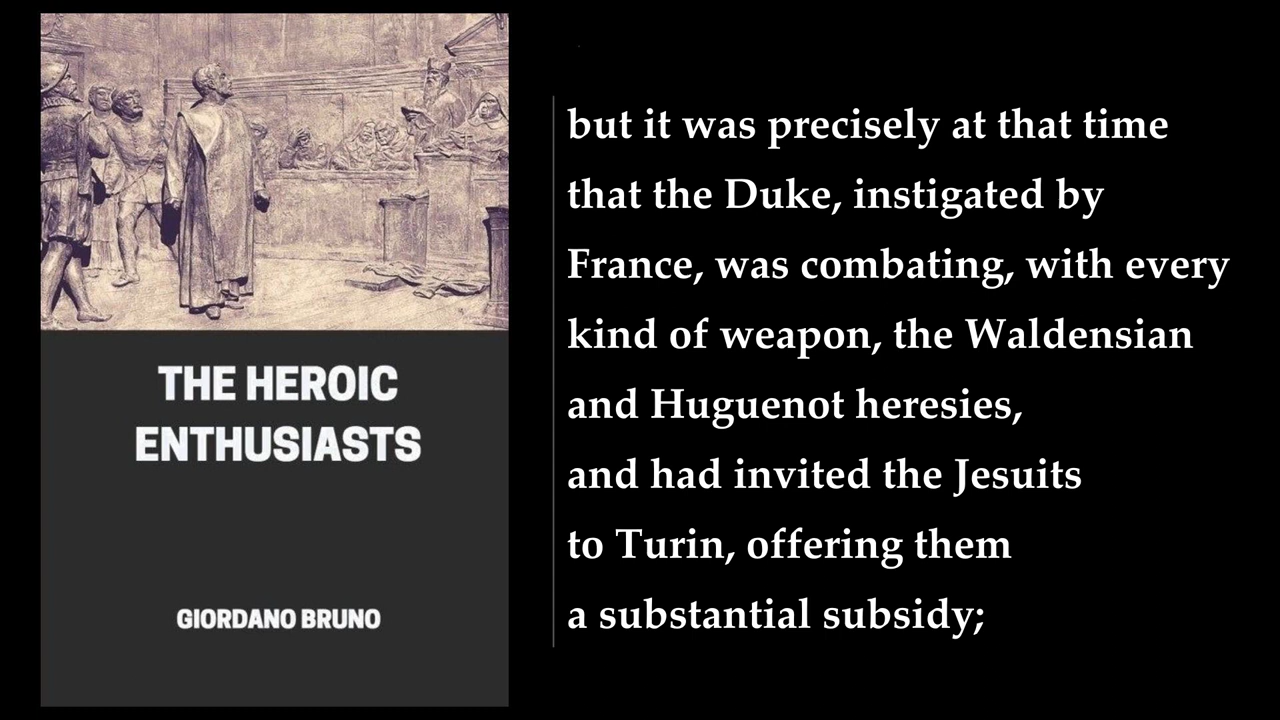 THE HEROIC
ENTHUSIASTS
GIORDANO BRUNO
but it was precisely at that time
that the Duke, instigated by
France, was combating, with every
kind of weapon, the Waldensian
and Huguenot heresies,
and had invited the Jesuits
to Turin, offering them
a substantial subsidy;